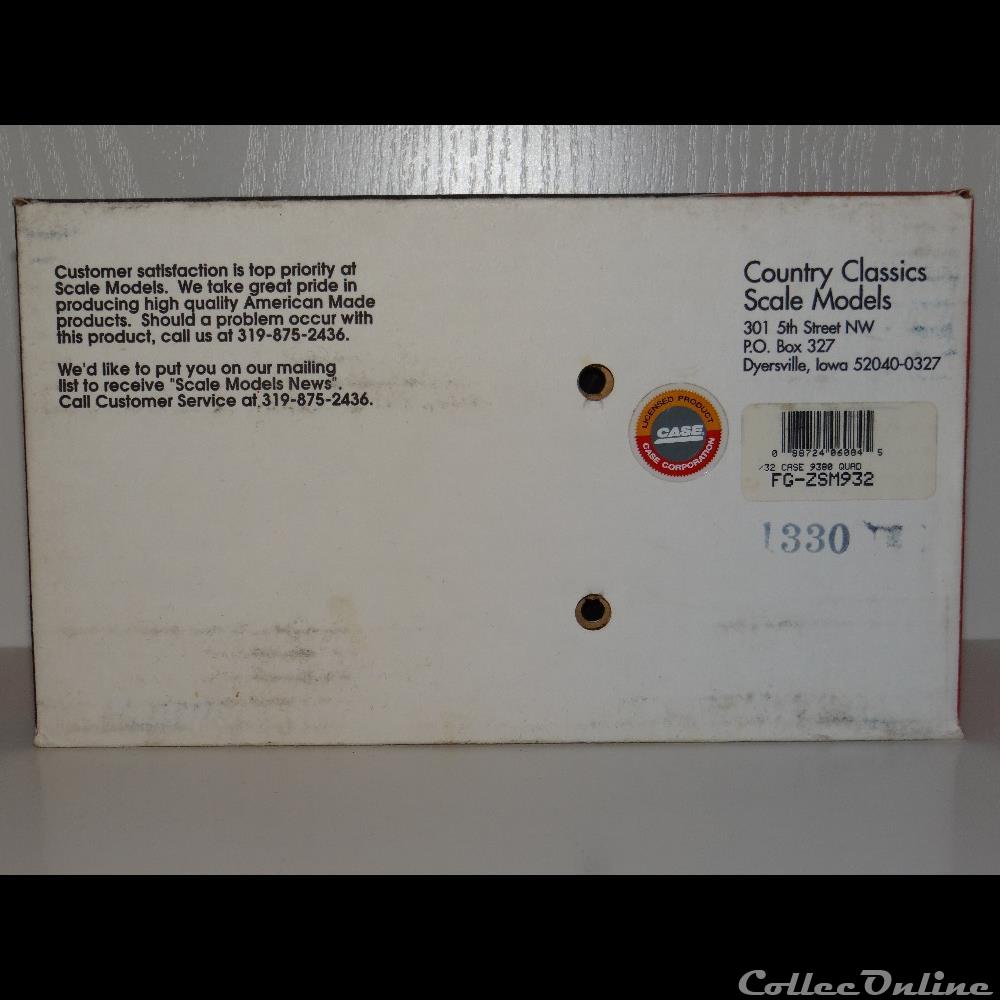 Customer satisfaction is top priority at
Scale Models. We take great pride in
producing high quality American Made
products. Should a problem occur with
this product, call us at 319-875-2436.
We'd like to put you on our mailing
list to receive "Scale Models News".
Call Customer Service at 319-875-2436.
Country Classics
Scale Models
301 5th Street NW
P.O. Box 327
Dyersville, Iowa 52040-0327
LICENSED PRODUCT
CASE
CASE CORPORATION
0 88724 06084 5
/32 CASE 9380 QUAD
FG-ZSM932
1330
CollecOnline